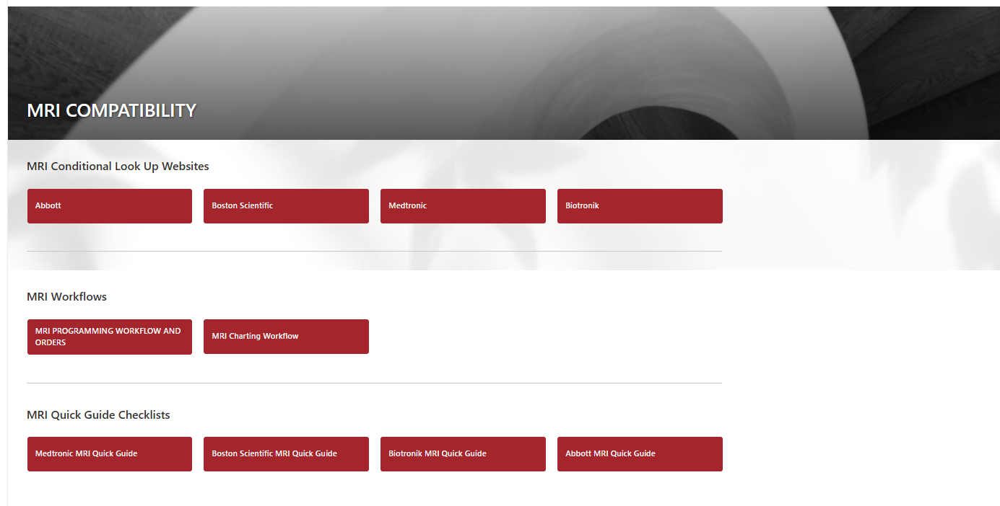 MRI COMPATIBILITY
MRI Conditional Look Up Websites
Abbott
Boston Scientific
Medtronic
Biotronik
MRI Workflows
MRI PROGRAMMING WORKFLOW AND
ORDERS
MRI Charting Workflow
MRI Quick Guide Checklists
Medtronic MRI Quick Guide
Boston Scientific MRI Quick Guide
Biotronik MRI Quick Guide
Abbott MRI Quick Guide